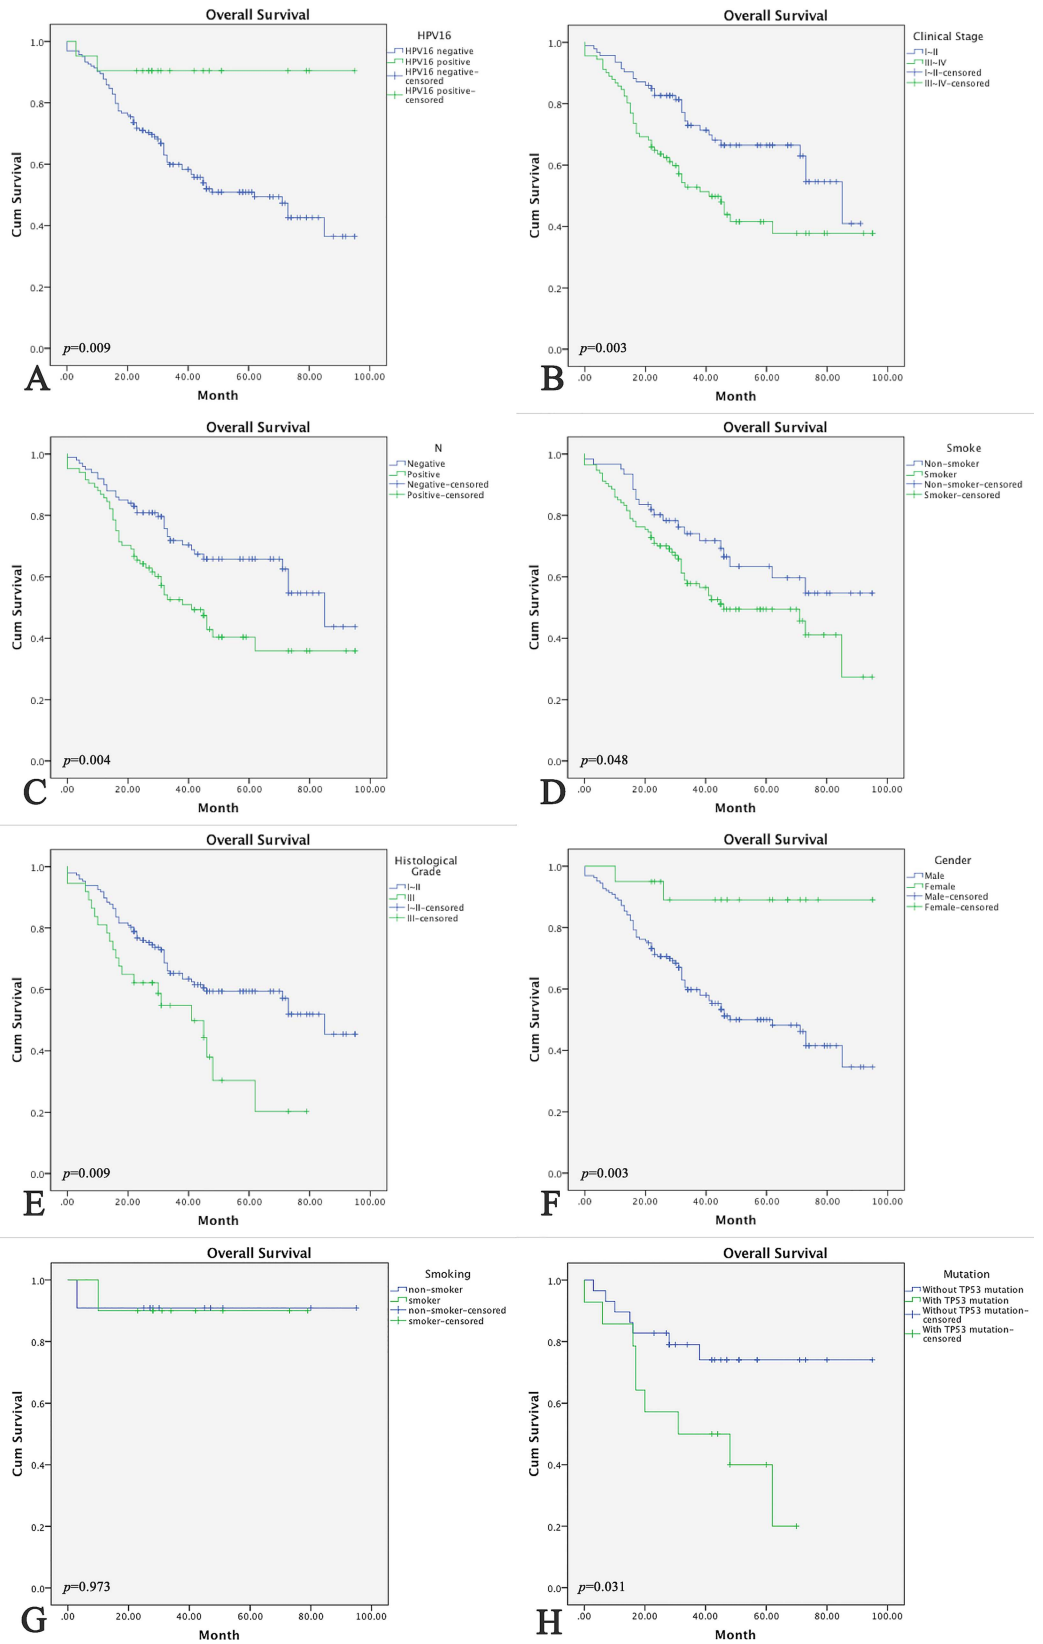 Overall Survival
HPV16
HPV16 negative
HPV16 positive
HPV16 negative-
censored
HPV16 positive-
censored
1.0
0.8
0.6
0.4
0.2
0.0
Cum Survival
p=0.009
.00 20.00 40.00 60.00 80.00 100.00
Month
A
Overall Survival
Clinical Stage
I~II
III~IV
I~II-censored
III~IV-censored
1.0
0.8
0.6
0.4
0.2
0.0
Cum Survival
p=0.003
.00 20.00 40.00 60.00 80.00 100.00
Month
B
Overall Survival
N
Negative
Positive
Negative-censored
Positive-censored
1.0
0.8
0.6
0.4
0.2
0.0
Cum Survival
p=0.004
.00 20.00 40.00 60.00 80.00 100.00
Month
C
Overall Survival
Smoke
Non-smoker
Smoker
Non-smoker-censored
Smoker-censored
1.0
0.8
0.6
0.4
0.2
0.0
Cum Survival
p=0.048
.00 20.00 40.00 60.00 80.00 100.00
Month
D
Overall Survival
Histological
Grade
I~II
III
I~II-censored
III-censored
1.0
0.8
0.6
0.4
0.2
0.0
Cum Survival
p=0.009
.00 20.00 40.00 60.00 80.00 100.00
Month
E
Overall Survival
Gender
Male
Female
Male-censored
Female-censored
1.0
0.8
0.6
0.4
0.2
0.0
Cum Survival
p=0.003
.00 20.00 40.00 60.00 80.00 100.00
Month
F
Overall Survival
Smoking
non-smoker
smoker
non-smoker-censored
smoker-censored
1.0
0.8
0.6
0.4
0.2
0.0
Cum Survival
p=0.973
.00 20.00 40.00 60.00 80.00 100.00
Month
G
Overall Survival
Mutation
Without TP53 mutation
With TP53 mutation
Without TP53 mutation-
censored
With TP53 mutation-
censored
1.0
0.8
0.6
0.4
0.2
0.0
Cum Survival
p=0.031
.00 20.00 40.00 60.00 80.00 100.00
Month
H